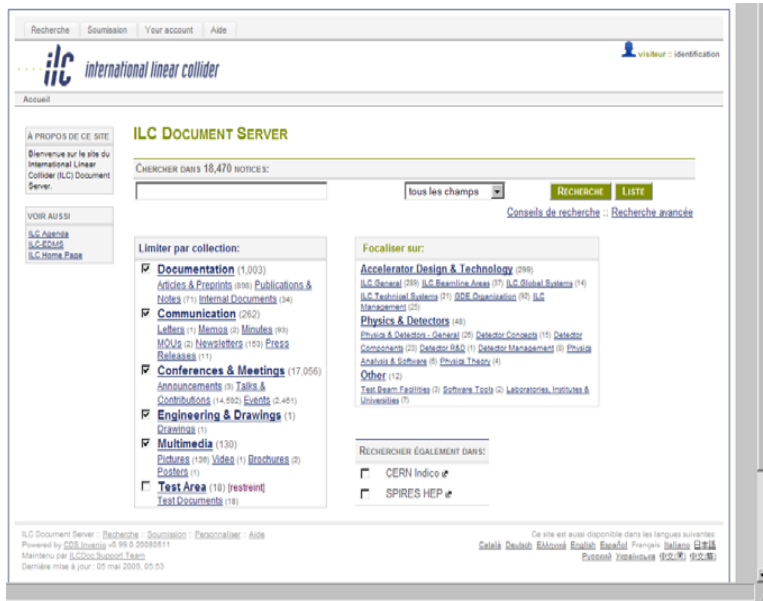 Recherche Soumission Your account Aide
ilc international linear collider
visiteur :: identification
Accueil
À PROPOS DE CE SITE
Bienvenue sur le site du
International Linear
Collider (ILC) Document
Server.
VOIR AUSSI
ILC Agenda
ILC-EDMS
ILC Home Page
ILC DOCUMENT SERVER
CHERCHER DANS 18,470 NOTICES:
tous les champs RECHERCHE LISTE
Conseils de recherche :: Recherche avancée
Limiter par collection:
Documentation (1,003)
Articles & Preprints (898) Publications &
Notes (71) Internal Documents (34)
Communication (262)
Letters (1) Memos (2) Minutes (93)
MOUs (2) Newsletters (153) Press
Releases (11)
Conferences & Meetings (17,056)
Announcements (3) Talks &
Contributions (14,592) Events (2,461)
Engineering & Drawings (1)
Drawings (1)
Multimedia (130)
Pictures (126) Video (1) Brochures (2)
Posters (1)
Test Area (18) [restreint]
Test Documents (18)
Focaliser sur:
Accelerator Design & Technology (299)
ILC General (289) ILC Beamline Areas (37) ILC Global Systems (14)
ILC Technical Systems (21) GDE Organization (92) ILC
Management (25)
Physics & Detectors (48)
Physics & Detectors - General (26) Detector Concepts (15) Detector
Components (23) Detector R&D (1) Detector Management Physics
Analysis & Software (6) Physics Theory (4)
Other (12)
Test Beam Facilities (3) Software Tools (2) Laboratories, Institutes &
Universities (7)
RECHERCHER ÉGALEMENT DANS:
CERN Indico
SPIRES HEP
ILC Document Server :: Recherche :: Soumission :: Personnaliser :: Aide
Powered by CDS Invenio v0.99.0.20080811
Maintenu par ILCDoc Support Team
Dernière mise à jour: 05 mai 2009, 05:53
Ce site est aussi disponible dans les langues suivantes:
Català Deutsch Ελληνικά English Español Français Italiano 日本語
Русский Українська 中文(简) 中文(繁)